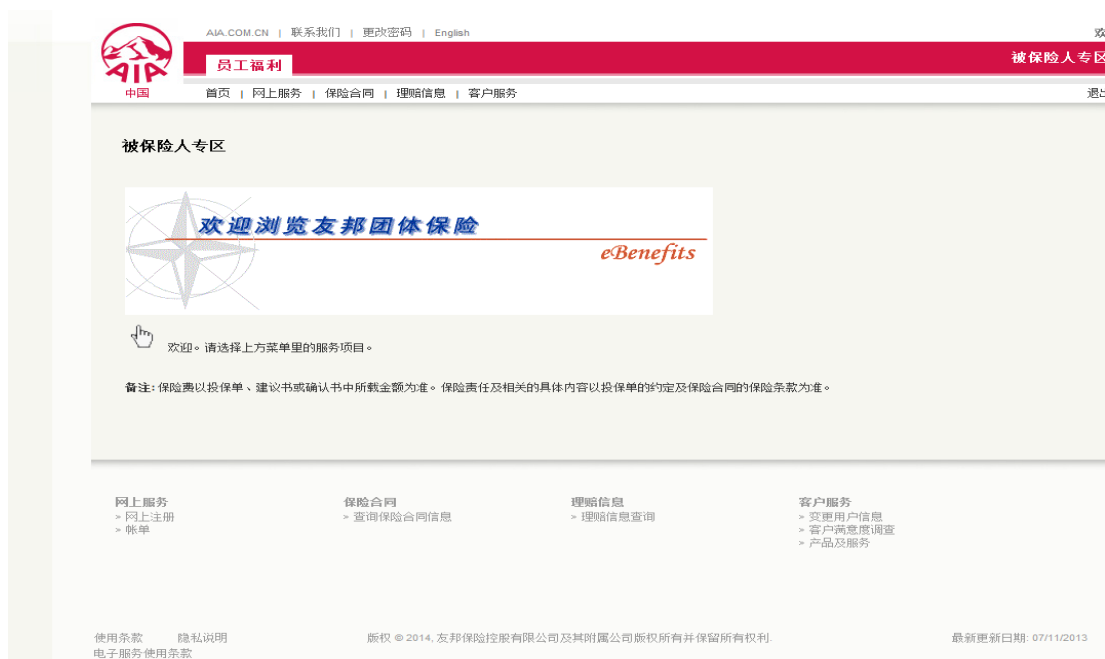 AIA.COM.CN | 联系我们 | 更改密码 | English
欢
员工福利
被保险人专区
AIA
中国
首页 | 网上服务 | 保险合同 | 理赔信息 | 客户服务
退出
被保险人专区
欢迎浏览友邦团体保险
eBenefits
欢迎。请选择上方菜单里的服务项目。
备注: 保险费以投保单、建议书或确认书中所载金额为准。保险责任及相关的具体内容以投保单的约定及保险合同的保险条款为准。
网上服务
> 网上注册
> 帐单
保险合同
> 查询保险合同信息
理赔信息
> 理赔信息查询
客户服务
> 变更用户信息
> 客户满意度调查
> 产品及服务
使用条款 隐私说明
电子服务使用条款
版权 © 2014, 友邦保险控股有限公司及其附属公司版权所有并保留所有权利.
最新更新日期: 07/11/2013